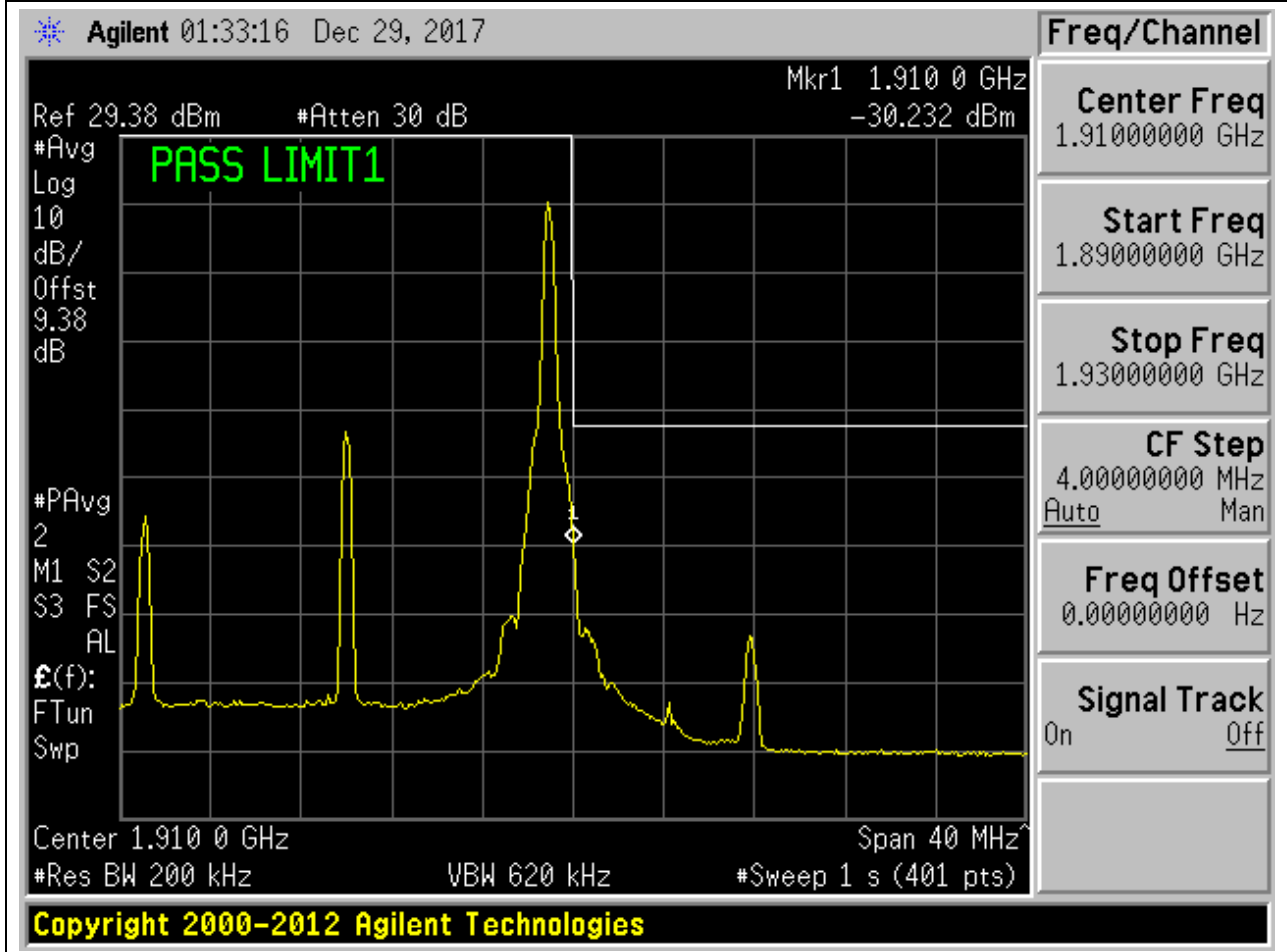 Agilent 01:33:16 Dec 29, 2017
Freq/Channel
Mkr1 1.910 0 GHz
Ref 29.38 dBm #Atten 30 dB -30.232 dBm
#Avg
Log
10
dB/
Offst
9.38
dB
PASS LIMIT1
1
#PAvg
2
M1 S2
S3 FS
AL
£(f):
FTun
Swp
Center 1.910 0 GHz Span 40 MHz^
#Res BW 200 kHz VBW 620 kHz #Sweep 1 s (401 pts)
Center Freq
1.91000000 GHz
Start Freq
1.89000000 GHz
Stop Freq
1.93000000 GHz
CF Step
4.00000000 MHz
Auto Man
Freq Offset
0.00000000 Hz
Signal Track
On Off
Copyright 2000-2012 Agilent Technologies